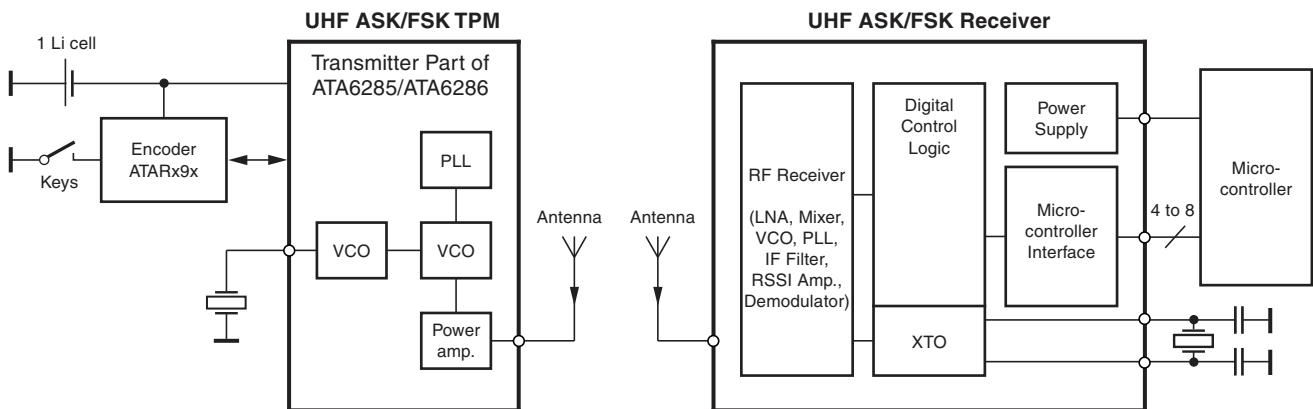 UHF ASK/FSK TPM
UHF ASK/FSK Receiver
1 Li cell
Transmitter Part of
ATA6285/ATA6286
Encoder
ATARx9x
Keys
PLL
VCO
VCO
Power
amp.
Antenna
Antenna
RF Receiver
(LNA, Mixer,
VCO, PLL,
IF Filter,
RSSI Amp.,
Demodulator)
Digital
Control
Logic
XTO
Power
Supply
Micro-
controller
Interface
4 to 8
Micro-
controller